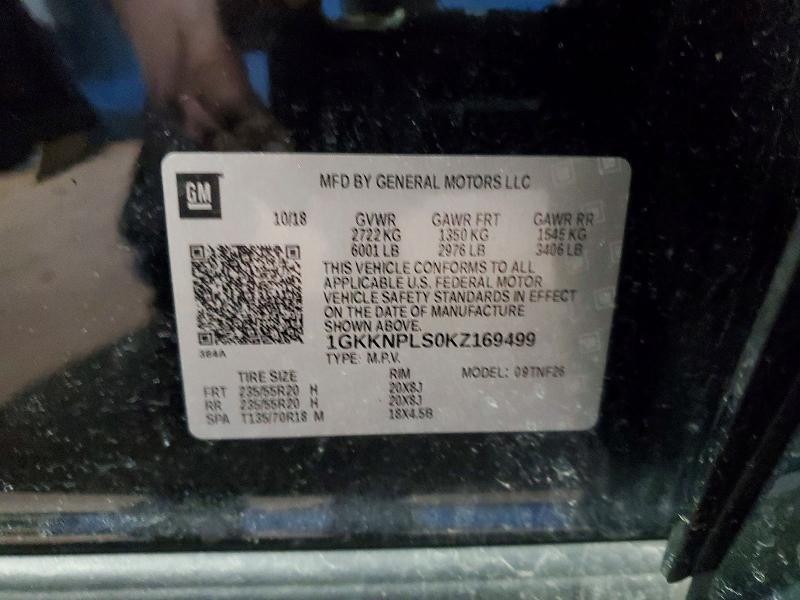 GM
MFD BY GENERAL MOTORS LLC
10/18 GVWR GAWR FRT GAWR RR
2722 KG 1350 KG 1545 KG
6001 LB 2976 LB 3406 LB
THIS VEHICLE CONFORMS TO ALL
APPLICABLE U.S. FEDERAL MOTOR
VEHICLE SAFETY STANDARDS IN EFFECT
ON THE DATE OF MANUFACTURE
SHOWN ABOVE.
1GKKNPLS0KZ169499
384A
TYPE: M.P.V.
TIRE SIZE RIM MODEL: 09TNF26
FRT 235/55R20 H 20X8J
RR 235/55R20 H 20X8J
SPA T135/70R18 M 18X4.5B